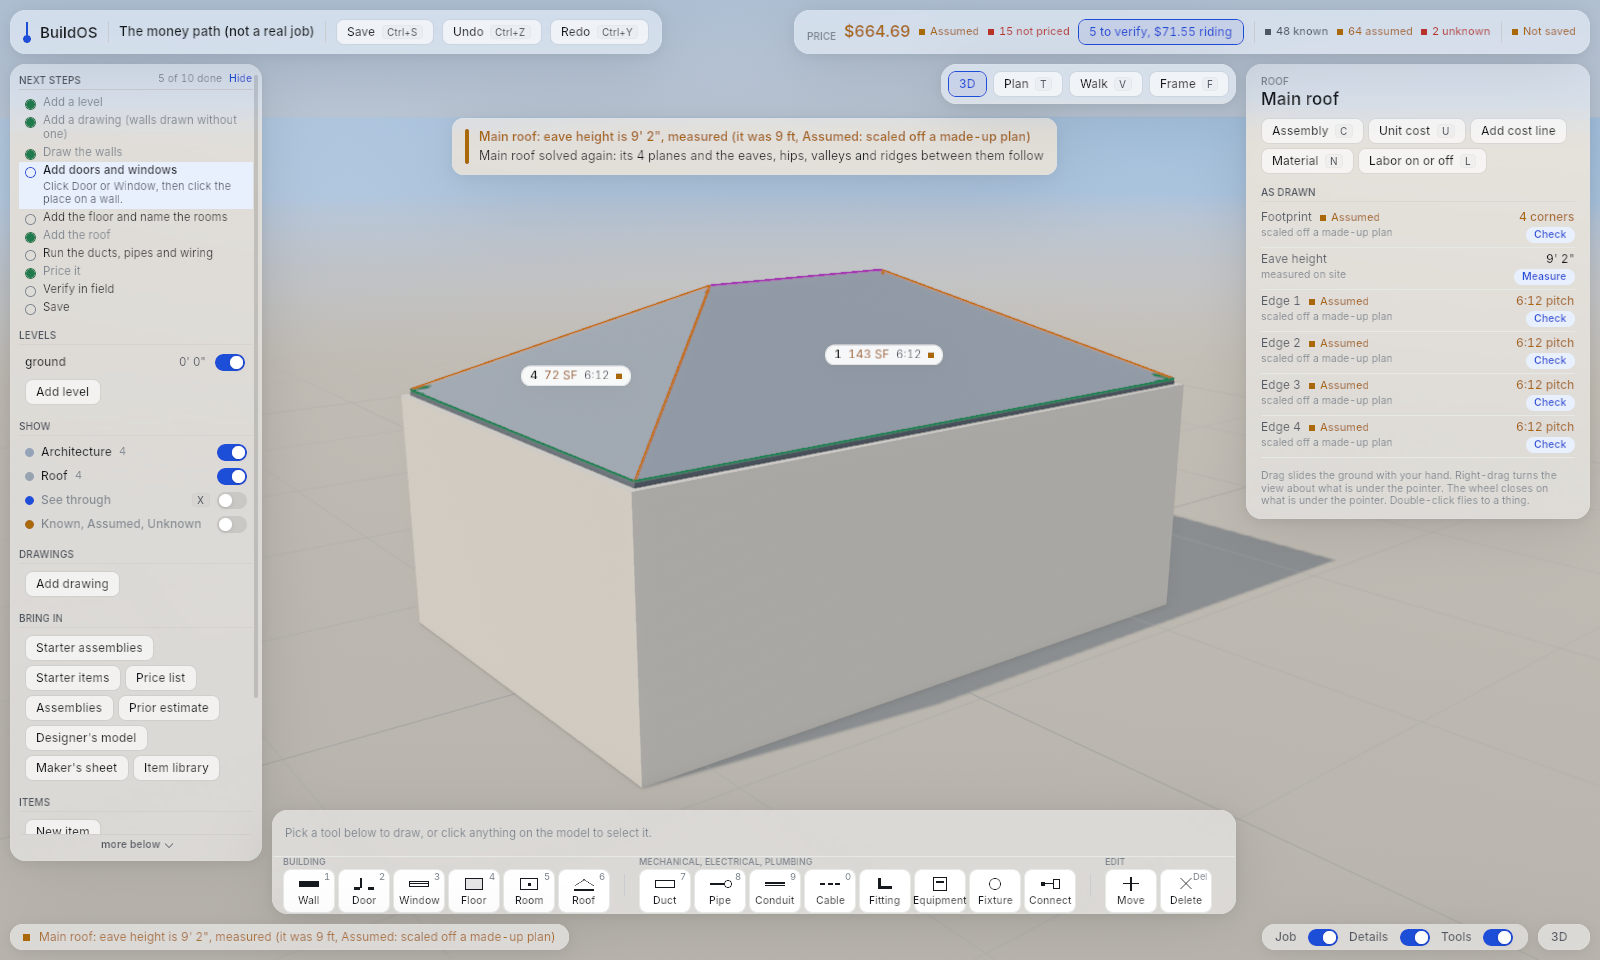 BuildOS
The money path (not a real job)
Save Ctrl+S
Undo Ctrl+Z
Redo Ctrl+Y
PRICE $664.69 Assumed 15 not priced 5 to verify, $71.55 riding 48 known 64 assumed 2 unknown Not saved
3D Plan T Walk V Frame F
Main roof: eave height is 9' 2", measured (it was 9 ft, Assumed: scaled off a made-up plan)
Main roof solved again: its 4 planes and the eaves, hips, valleys and ridges between them follow
NEXT STEPS 5 of 10 done Hide
Add a level
Add a drawing (walls drawn without
one)
Draw the walls
Add doors and windows
Click Door or Window, then click the
place on a wall.
Add the floor and name the rooms
Add the roof
Run the ducts, pipes and wiring
Price it
Verify in field
Save
LEVELS
ground 0' 0"
Add level
SHOW
Architecture 4
Roof 4
See through X
Known, Assumed, Unknown
DRAWINGS
Add drawing
BRING IN
Starter assemblies
Starter items Price list
Assemblies Prior estimate
Designer's model
Maker's sheet Item library
ITEMS
New item
more below
4 72 SF 6:12
1 143 SF 6:12
ROOF
Main roof
Assembly C Unit cost U Add cost line
Material N Labor on or off L
AS DRAWN
Footprint Assumed 4 corners
scaled off a made-up plan Check
Eave height 9' 2"
measured on site Measure
Edge 1 Assumed 6:12 pitch
scaled off a made-up plan Check
Edge 2 Assumed 6:12 pitch
scaled off a made-up plan Check
Edge 3 Assumed 6:12 pitch
scaled off a made-up plan Check
Edge 4 Assumed 6:12 pitch
scaled off a made-up plan Check
Drag slides the ground with your hand. Right-drag turns the
view about what is under the pointer. The wheel closes on
what is under the pointer. Double-click flies to a thing.
Pick a tool below to draw, or click anything on the model to select it.
BUILDING MECHANICAL, ELECTRICAL, PLUMBING EDIT
1 2 3 4 5 6 7 8 9 0 Del
Wall Door Window Floor Room Roof Duct Pipe Conduit Cable Fitting Equipment Fixture Connect Move Delete
Main roof: eave height is 9' 2", measured (it was 9 ft, Assumed: scaled off a made-up plan)
Job Details Tools 3D